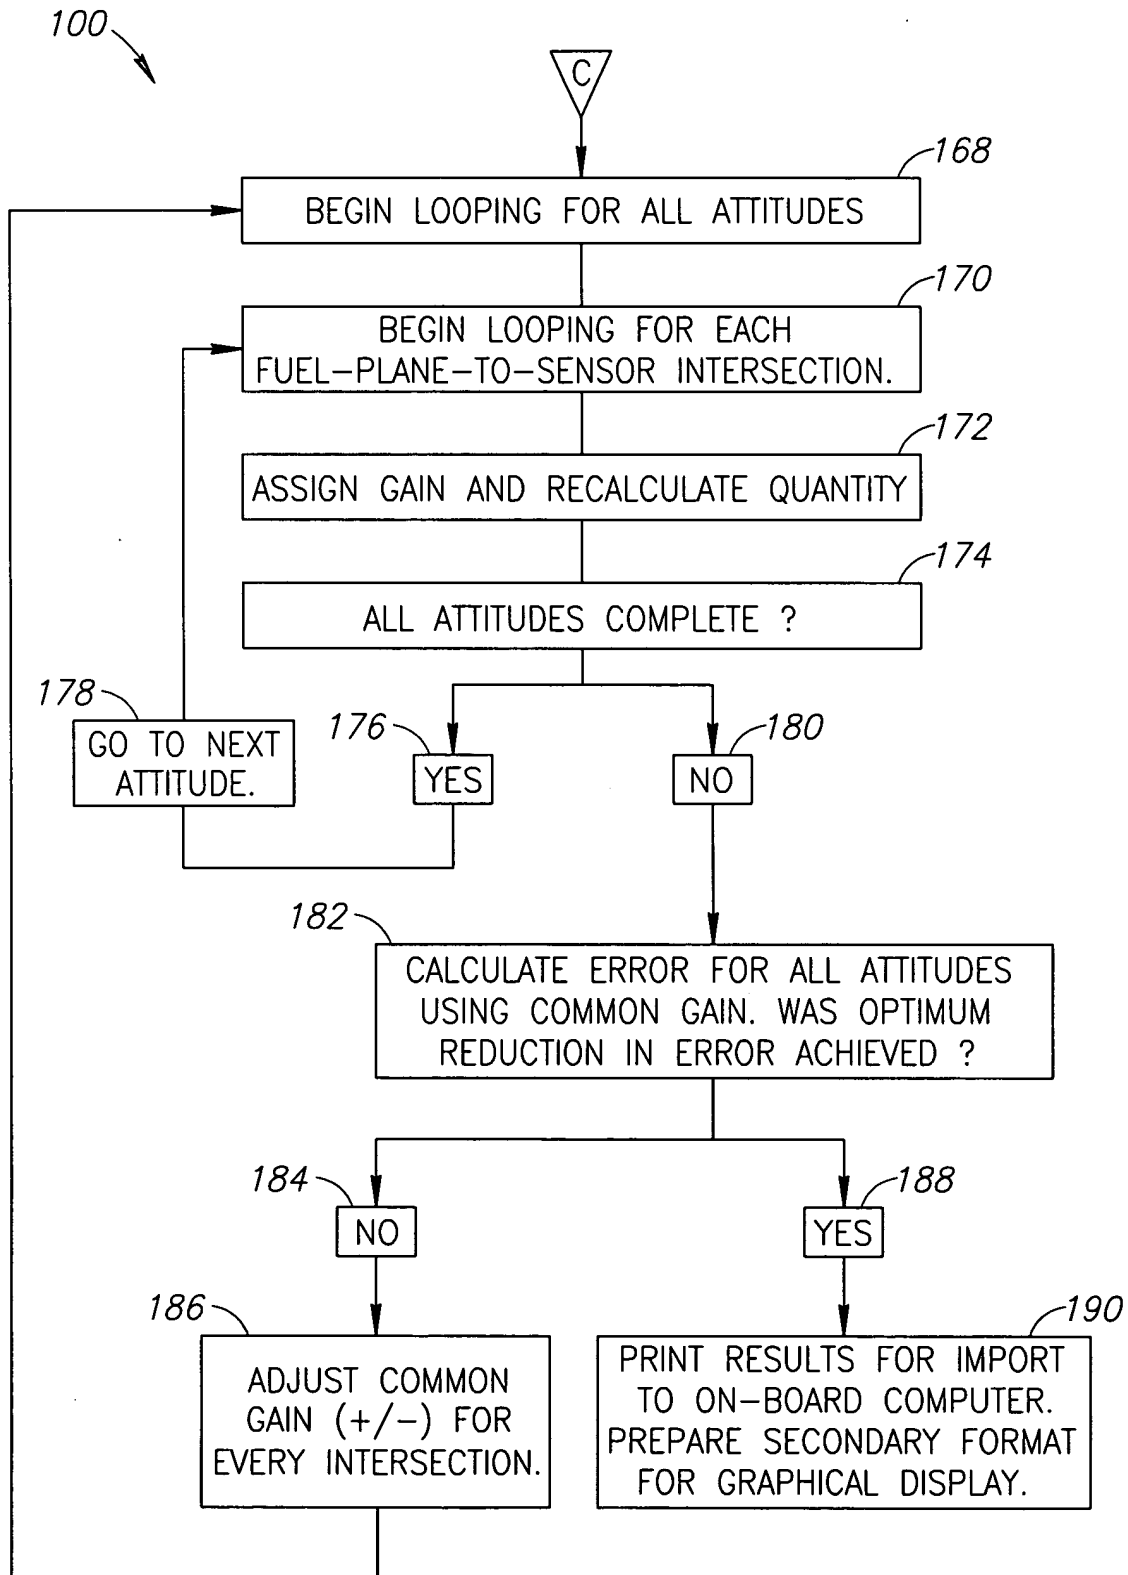 100
C
168
BEGIN LOOPING FOR ALL ATTITUDES
170
BEGIN LOOPING FOR EACH
FUEL-PLANE-TO-SENSOR INTERSECTION.
172
ASSIGN GAIN AND RECALCULATE QUANTITY
174
ALL ATTITUDES COMPLETE ?
178
GO TO NEXT
ATTITUDE.
176
YES
180
NO
182
CALCULATE ERROR FOR ALL ATTITUDES
USING COMMON GAIN. WAS OPTIMUM
REDUCTION IN ERROR ACHIEVED ?
184
NO
188
YES
186
ADJUST COMMON
GAIN (+/-) FOR
EVERY INTERSECTION.
190
PRINT RESULTS FOR IMPORT
TO ON-BOARD COMPUTER.
PREPARE SECONDARY FORMAT
FOR GRAPHICAL DISPLAY.